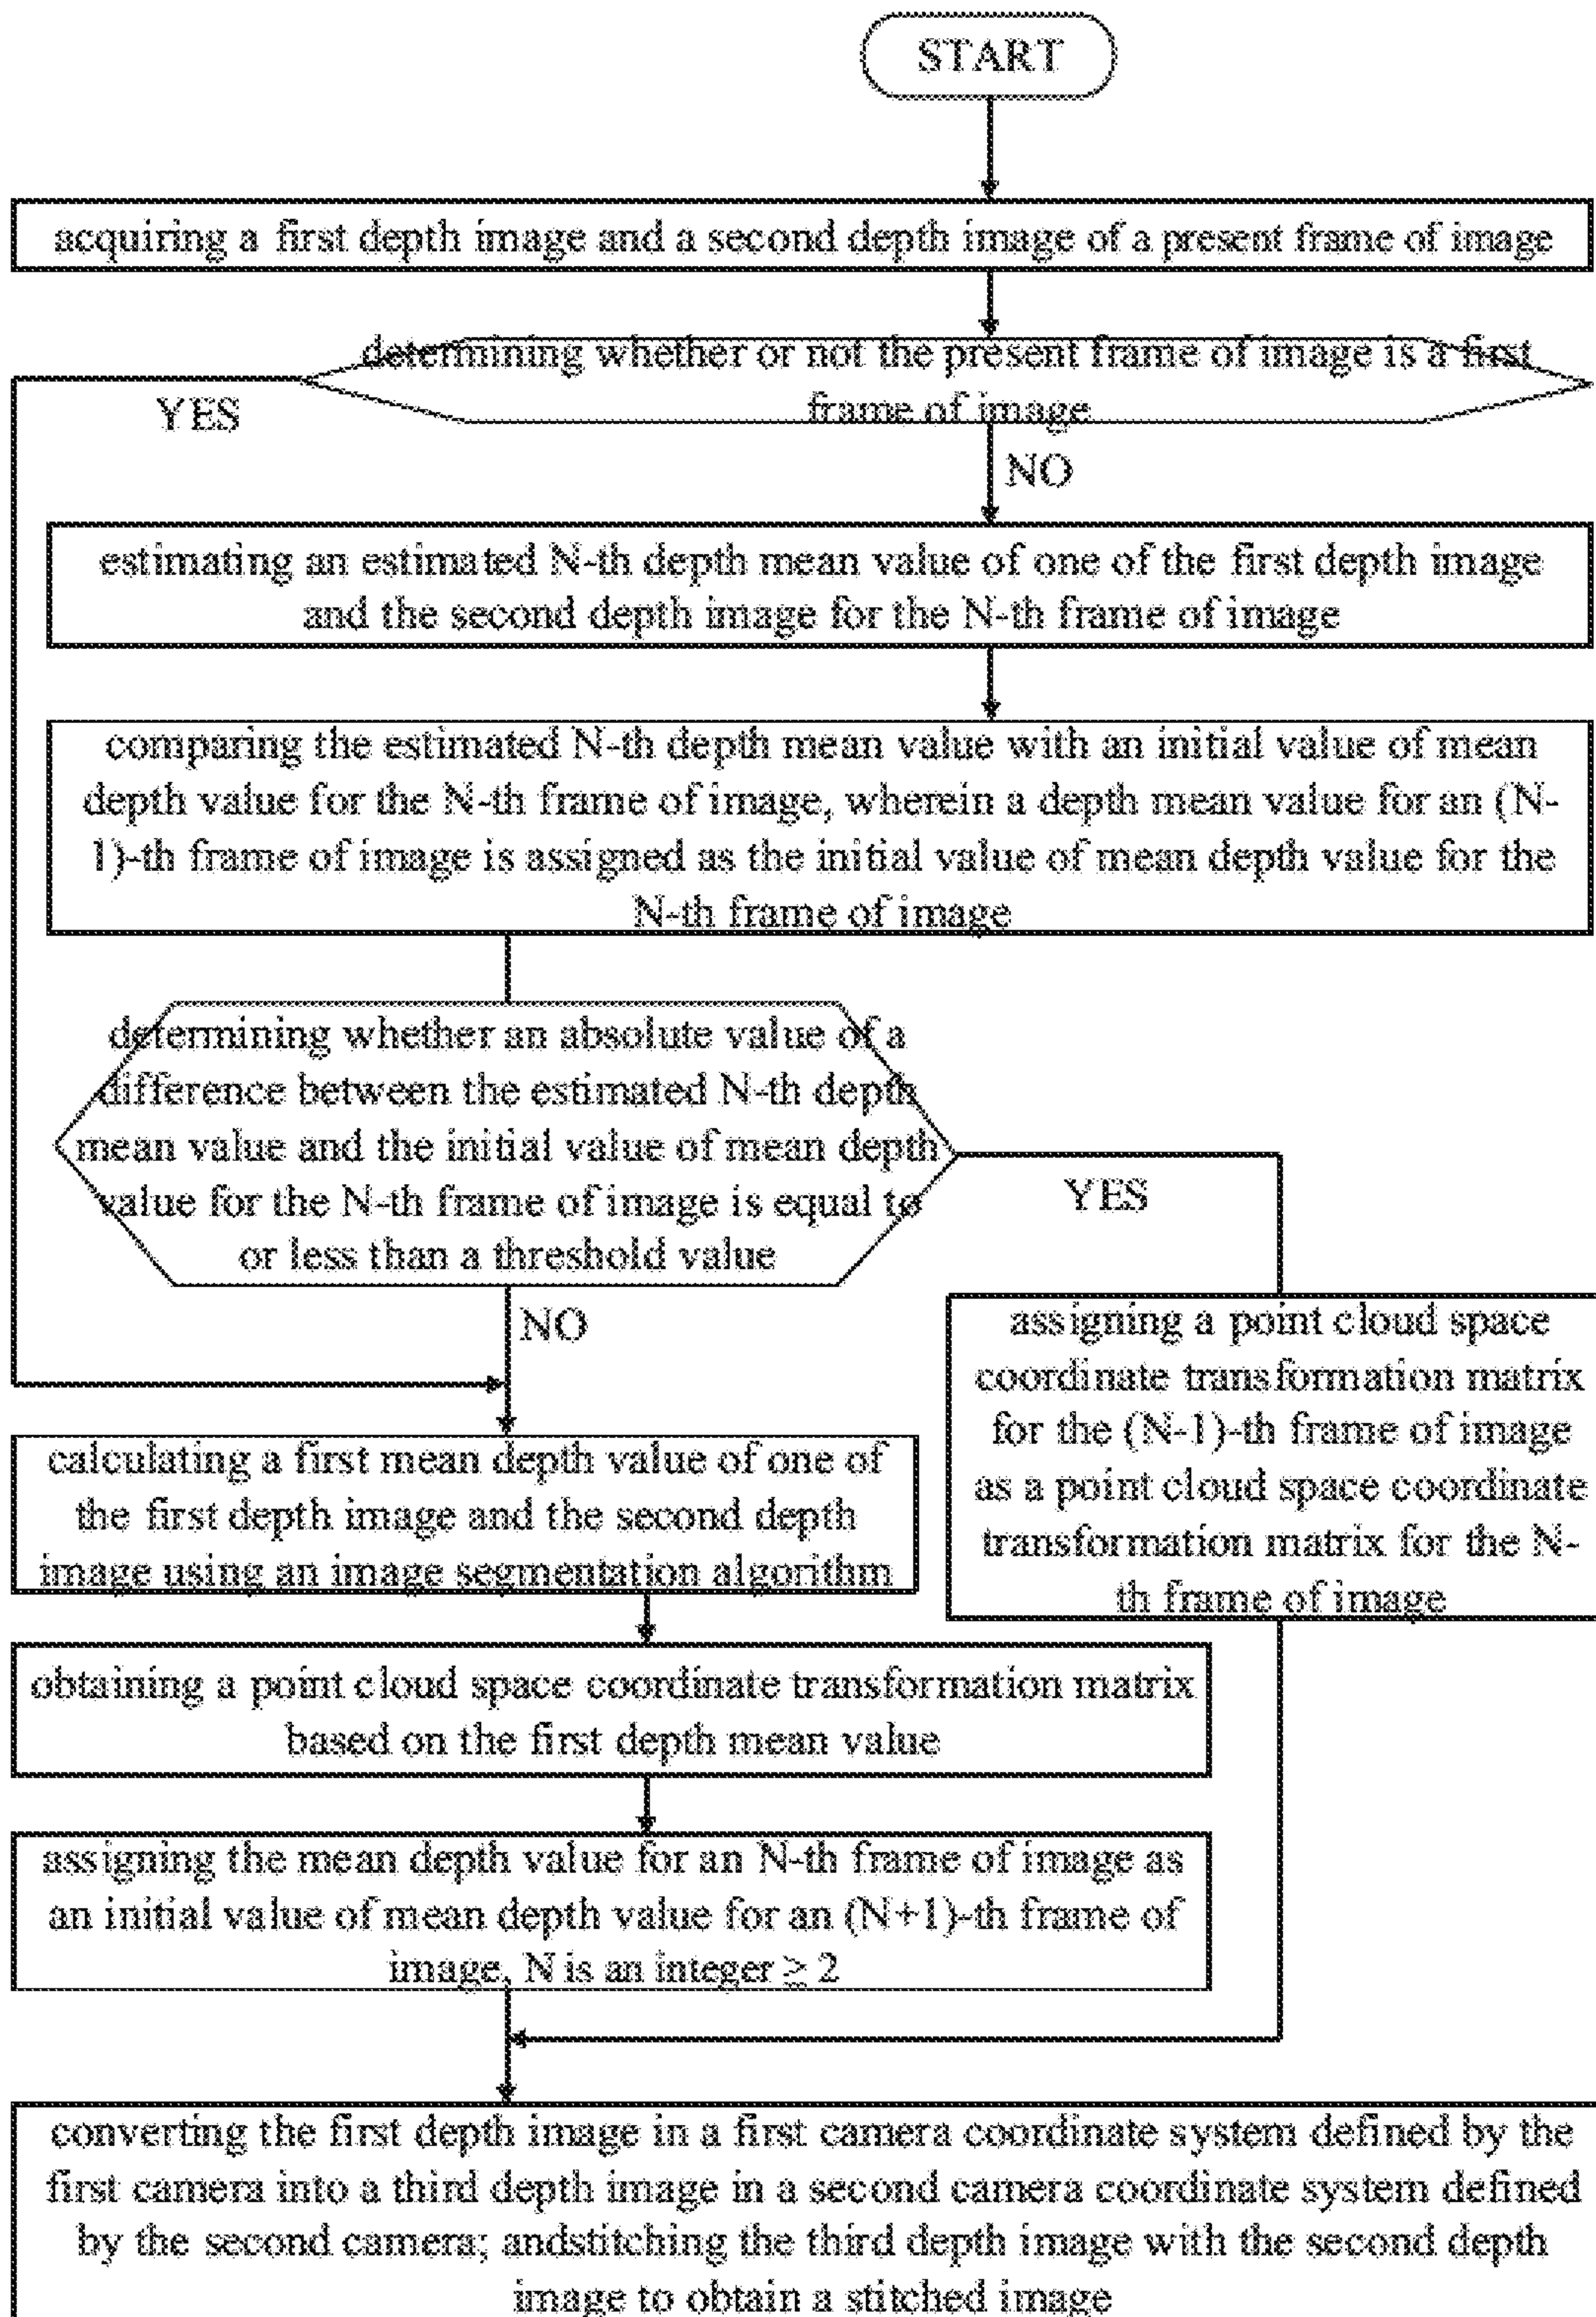 START
acquiring a first depth image and a second depth image of a present frame of image
determining whether or not the present frame of image is a first
frame of image
YES
NO
estimating an estimated N-th depth mean value of one of the first depth image
and the second depth image for the N-th frame of image
comparing the estimated N-th depth mean value with an initial value of mean
depth value for the N-th frame of image, wherein a depth mean value for an (N-
1)-th frame of image is assigned as the initial value of mean depth value for the
N-th frame of image
determining whether an absolute value of a
difference between the estimated N-th depth
mean value and the initial value of mean depth
value for the N-th frame of image is equal to
or less than a threshold value
YES
NO
assigning a point cloud space
coordinate transformation matrix
for the (N-1)-th frame of image
as a point cloud space coordinate
transformation matrix for the N-
th frame of image
calculating a first mean depth value of one of
the first depth image and the second depth
image using an image segmentation algorithm
obtaining a point cloud space coordinate transformation matrix
based on the first depth mean value
assigning the mean depth value for an N-th frame of image as
an initial value of mean depth value for an (N+1)-th frame of
image, N is an integer ≥ 2
converting the first depth image in a first camera coordinate system defined by the
first camera into a third depth image in a second camera coordinate system defined
by the second camera; andstitching the third depth image with the second depth
image to obtain a stitched image